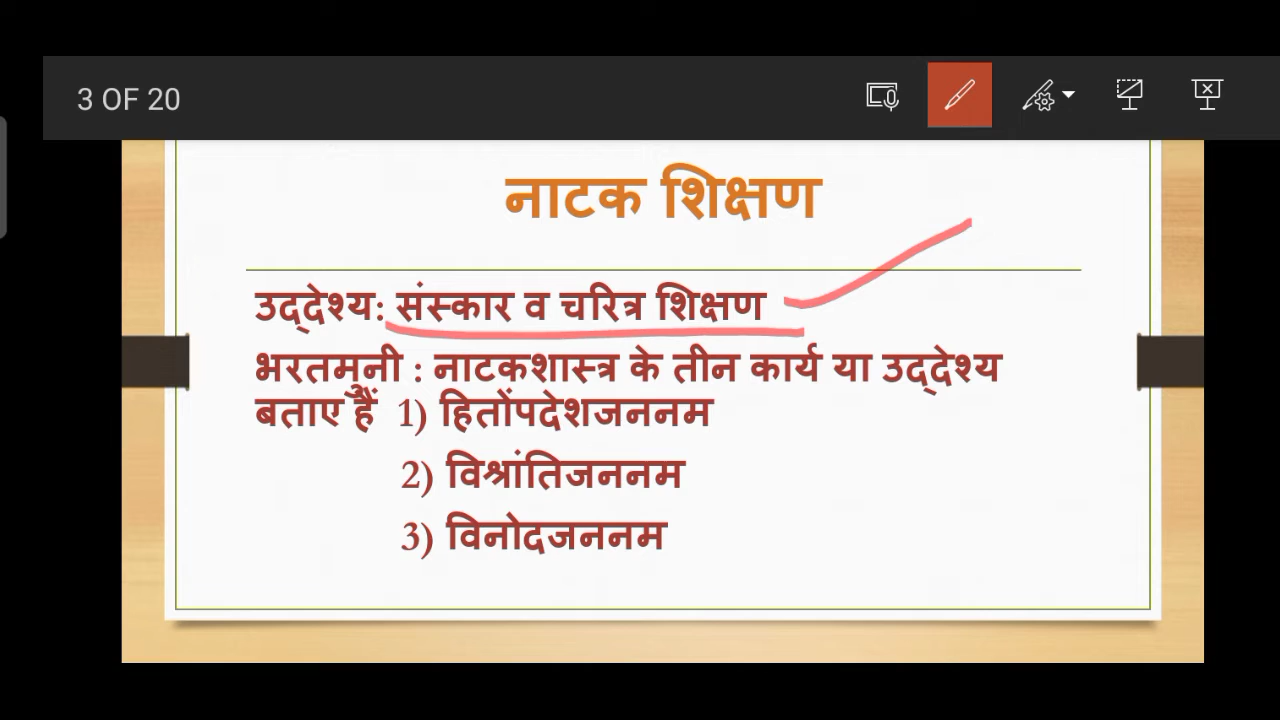 3 OF 20
नाटक शिक्षण
उद्देश्य: संस्कार व चरित्र शिक्षण
भरतमुनी : नाटकशास्त्र के तीन कार्य या उद्देश्य
बताए हैं 1) हितोंपदेशजननम
2) विश्रांतिजननम
3) विनोदजननम